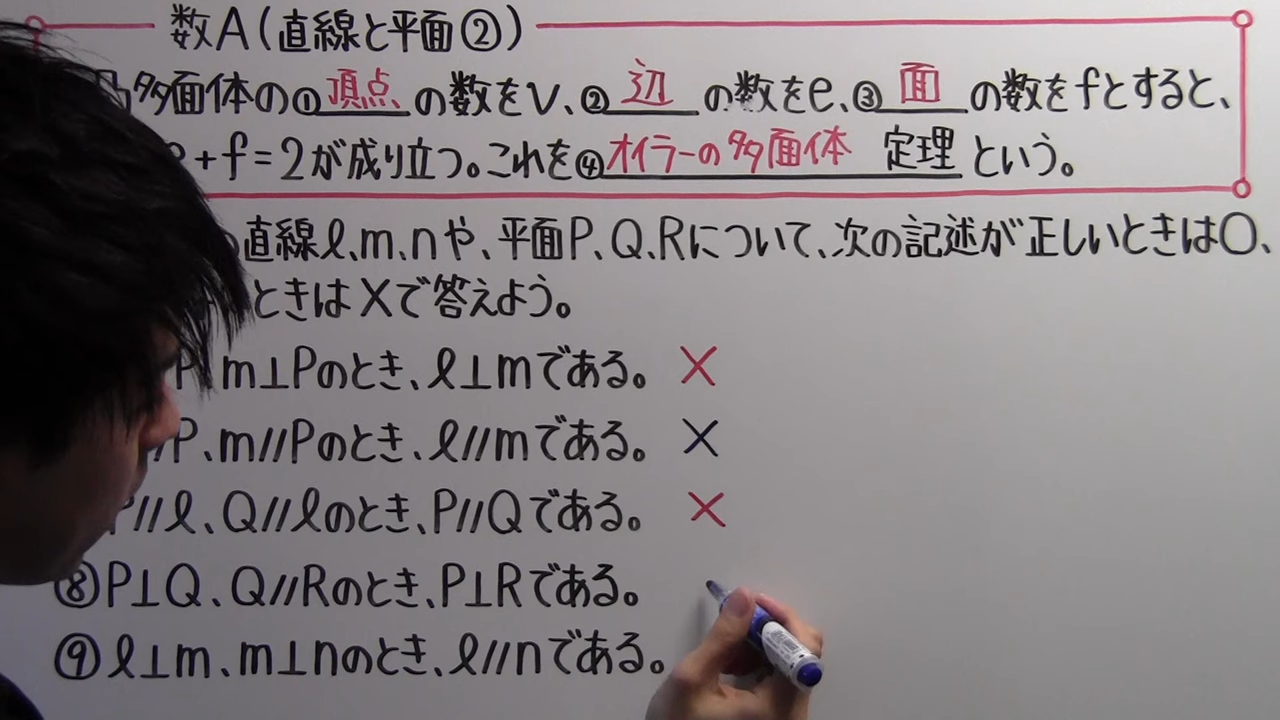 数A(直線と平面②)
多面体の①頂点の数をv、②辺の数をe、③面の数をfとすると、
+f=2が成り立つ。これを④オイラーの多面体 定理という。
直線l、m、nや、平面P、Q、Rについて、次の記述が正しいときは○、
ときは×で答えよう。
P m⊥Pのとき、l⊥mである。 ×
P、m//Pのとき、l//mである。 ×
P//l、Q//lのとき、P//Qである。 ×
⑧P⊥Q、Q//Rのとき、P⊥Rである。
⑨l⊥m、m⊥nのとき、l//nである。